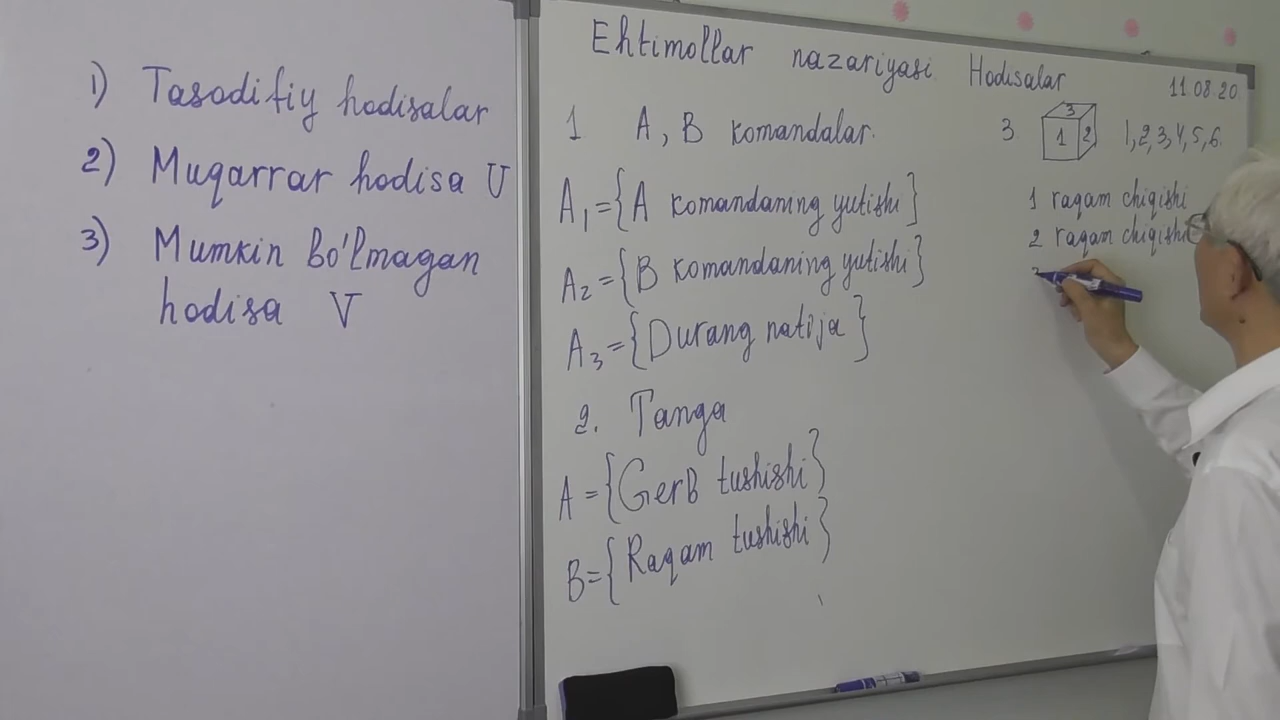 1) Tasodifiy hodisalar
2) Muqarrar hodisa U
3) Mumkin bo'lmagan
hodisa V
Ehtimollar nazariyasi. Hodisalar
11.08.20.
1 A, B komandalar.
A₁={A komandaning yutishi}
A₂={B komandaning yutishi}
A₃={Durang natija}
2. Tanga
A={Gerb tushishi}
B={Raqam tushishi}
3. 1 2 3 1,2,3,4,5,6.
1 raqam chiqishi
2 raqam chiqishi